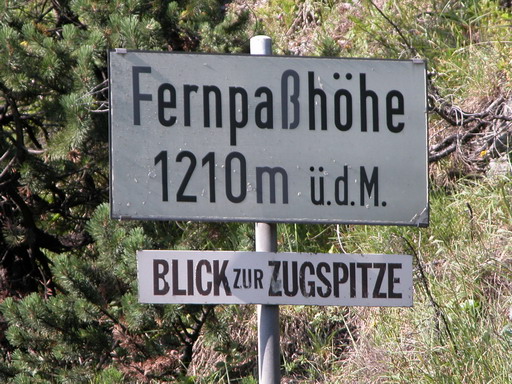 Fernpaßhöhe
1210m ü.d.M.
BLICK ZUR ZUGSPITZE